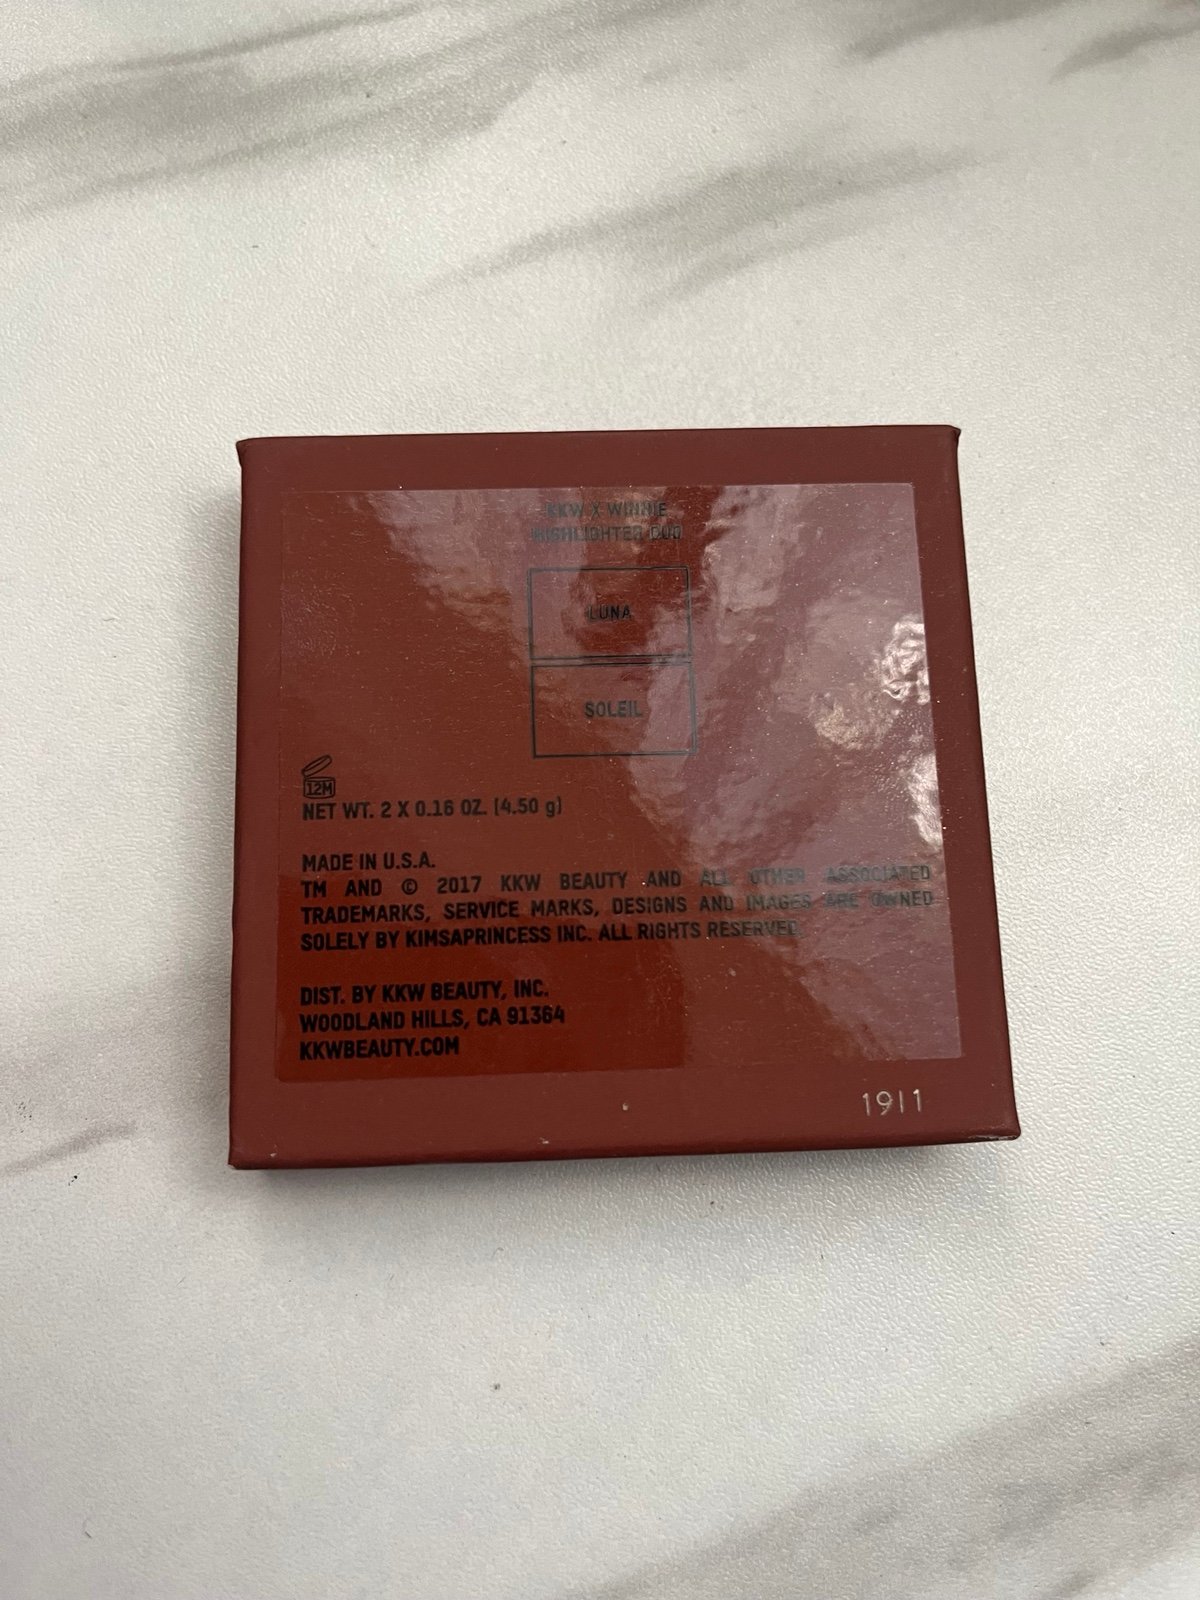 KKW X WINNIE
HIGHLIGHTER DUO
LUNA
SOLEIL
12M
NET WT. 2 X 0.16 OZ. (4.50 g)
MADE IN U.S.A.
TM AND © 2017 KKW BEAUTY AND ALL OTHER ASSOCIATED
TRADEMARKS, SERVICE MARKS, DESIGNS AND IMAGES ARE OWNED
SOLELY BY KIMSAPRINCESS INC. ALL RIGHTS RESERVED.
DIST. BY KKW BEAUTY, INC.
WOODLAND HILLS, CA 91364
KKWBEAUTY.COM
1911